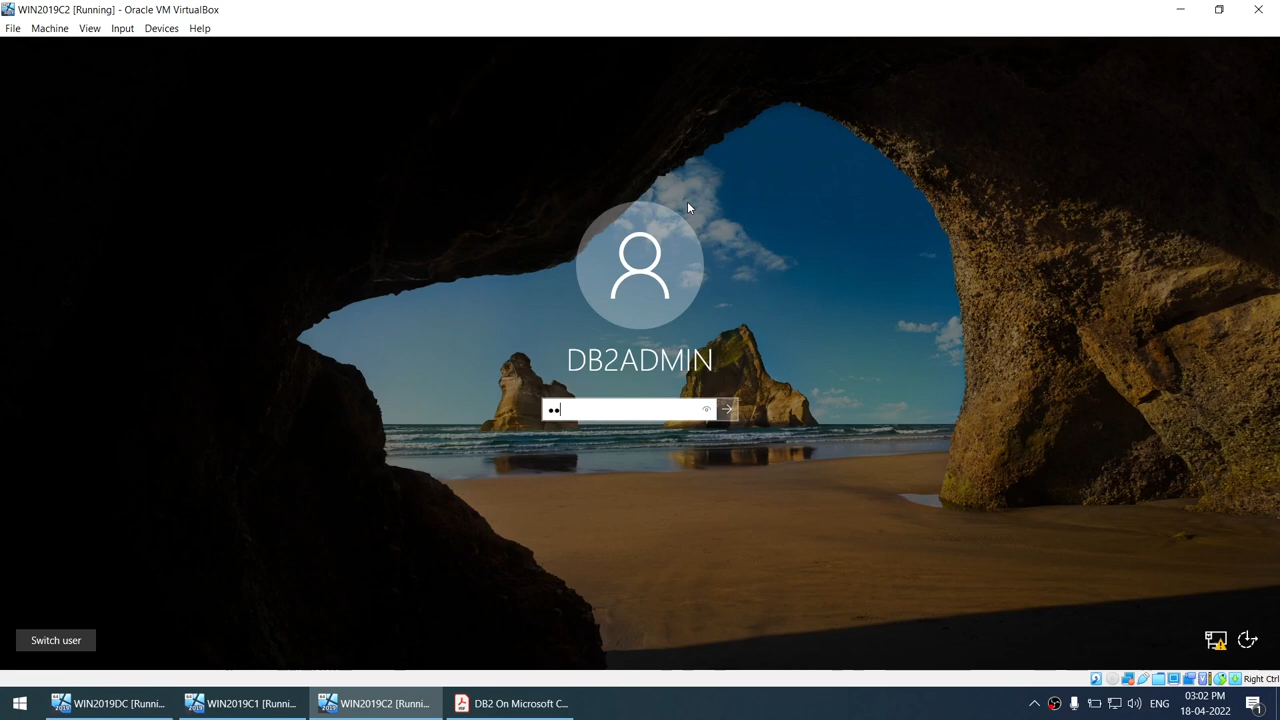 WIN2019C2 [Running] - Oracle VM VirtualBox
File Machine View Input Devices Help
DB2ADMIN
Switch user
Right Ctrl
WIN2019DC [Runni...
WIN2019C1 [Runni...
WIN2019C2 [Runni...
DB2 On Microsoft C...
ENG
03:02 PM
18-04-2022
1